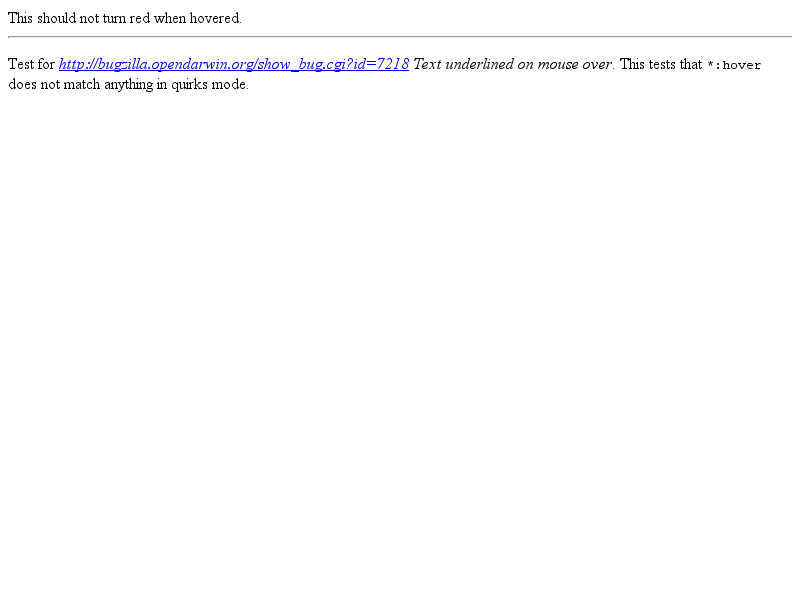 This should not turn red when hovered.
Test for http://bugzilla.opendarwin.org/show_bug.cgi?id=7218 Text underlined on mouse over. This tests that *:hover
does not match anything in quirks mode.